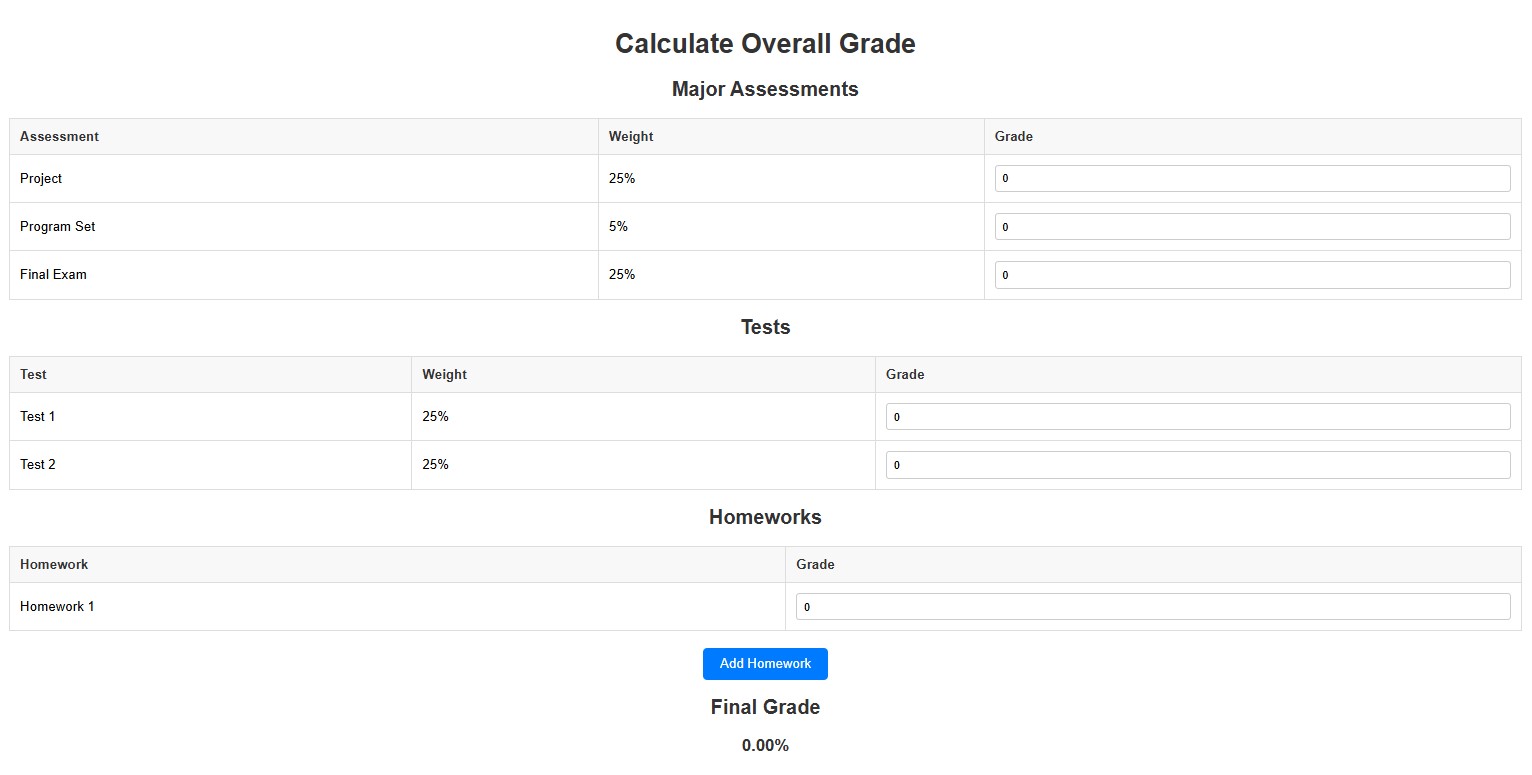 Calculate Overall Grade
Major Assessments
Assessment Weight Grade
Project 25% 0
Program Set 5% 0
Final Exam 25% 0
Tests
Test Weight Grade
Test 1 25% 0
Test 2 25% 0
Homeworks
Homework Grade
Homework 1 0
Add Homework
Final Grade
0.00%